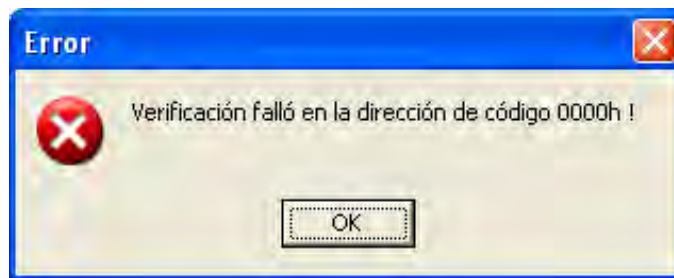 Error
Verificación falló en la dirección de código 0000h !
OK